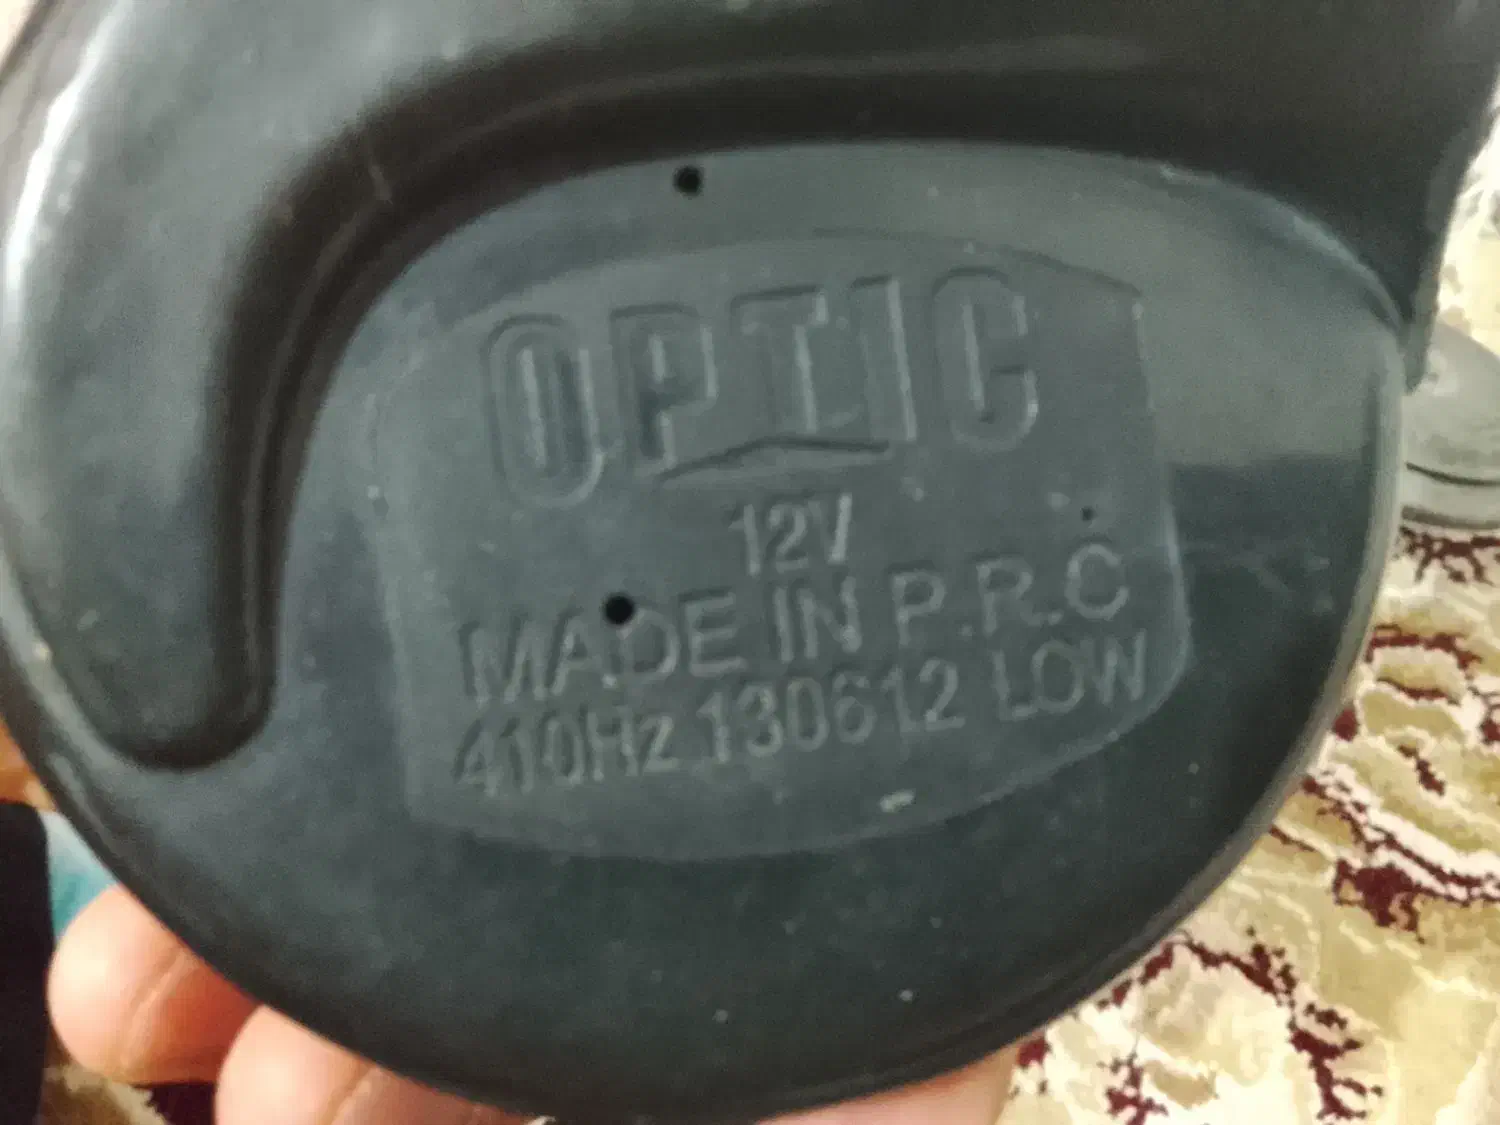 OPTIC
12V
MADE IN P.R.C
410Hz 130612 LOW